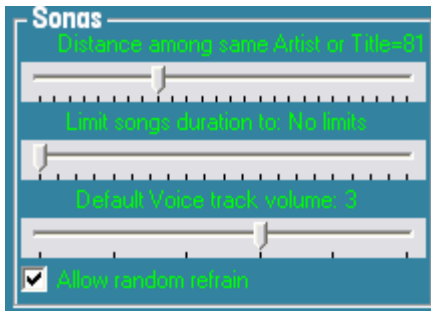 Songs
Distance among same Artist or Title=81
Limit songs duration to: No limits
Default Voice track volume: 3
Allow random refrain